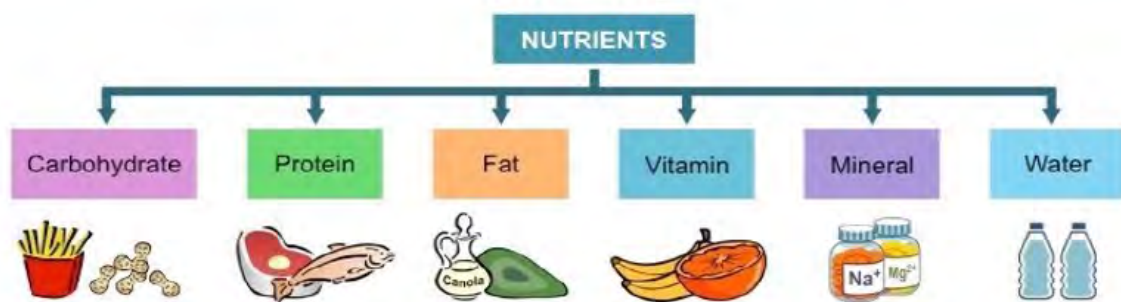 NUTRIENTS
Carbohydrate
Protein
Fat
Vitamin
Mineral
Water
Canola
Na⁺
Mg²⁺